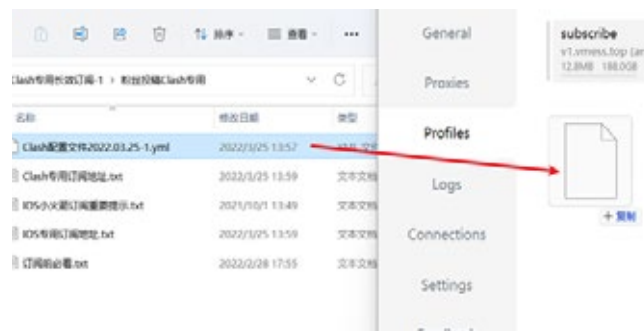 排序
查看
Clash专用长效订阅-1 › 粉丝投稿Clash专用
名称 修改日期 类型
Clash配置文件2022.03.25-1.yml 2022/3/25 13:57
Clash专用订阅地址.txt 2022/3/25 13:59 文本文档
IOS小火箭订阅重要提示.txt 2021/10/1 13:49 文本文档
IOS专用订阅地址.txt 2022/3/25 13:59 文本文档
订阅前必看.txt 2022/2/28 17:55 文本文档
General
Proxies
Profiles
Logs
Connections
Settings
subscribe
v1.vmess.top
12.8MB
复制